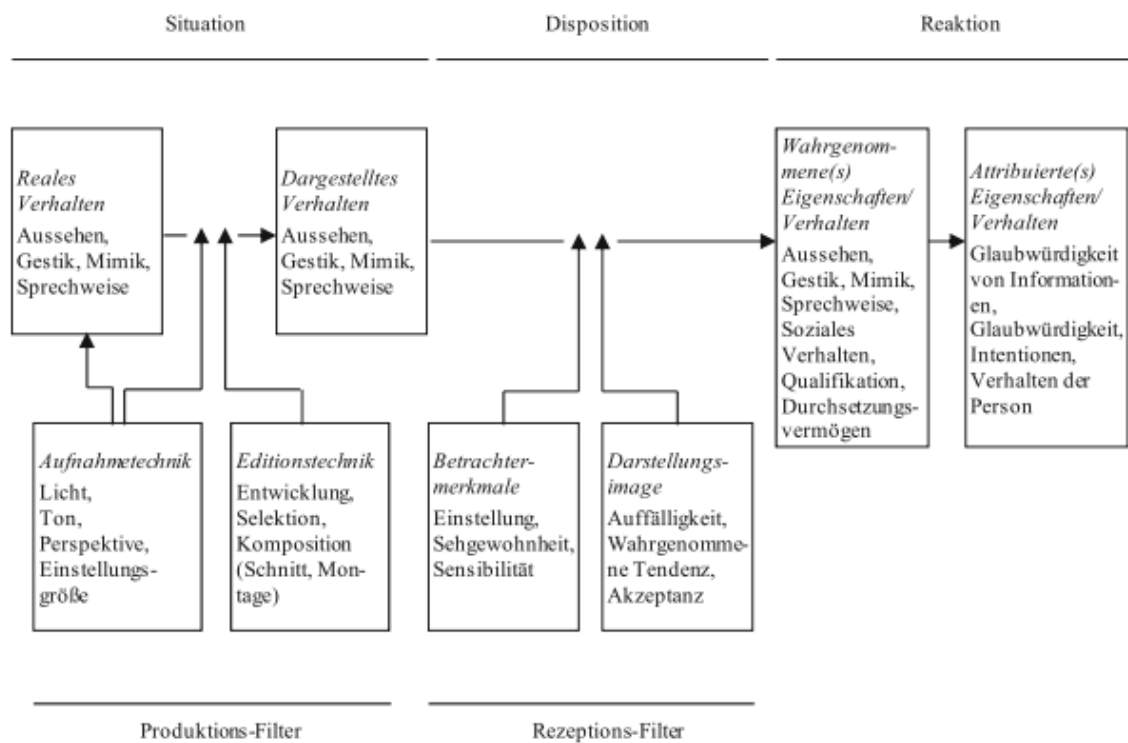 Situation
Disposition
Reaktion
Reales
Verhalten
Aussehen,
Gestik, Mimik,
Sprechweise
Dargestelltes
Verhalten
Aussehen,
Gestik, Mimik,
Sprechweise
Wahrgenom-
mene(s)
Eigenschaften/
Verhalten
Aussehen,
Gestik, Mimik,
Sprechweise,
Soziales
Verhalten,
Qualifikation,
Durchsetzungs-
vermögen
Attribuierte(s)
Eigenschaften/
Verhalten
Glaubwürdigkeit
von Information-
en,
Glaubwürdigkeit,
Intentionen,
Verhalten der
Person
Aufnahmetechnik
Licht,
Ton,
Perspektive,
Einstellungs-
größe
Editionstechnik
Entwicklung,
Selektion,
Komposition
(Schnitt, Mon-
tage)
Betrachter-
merkmale
Einstellung,
Sehgewohnheit,
Sensibilität
Darstellungs-
image
Auffälligkeit,
Wahrgenomme-
ne Tendenz,
Akzeptanz
Produktions-Filter
Rezeptions-Filter